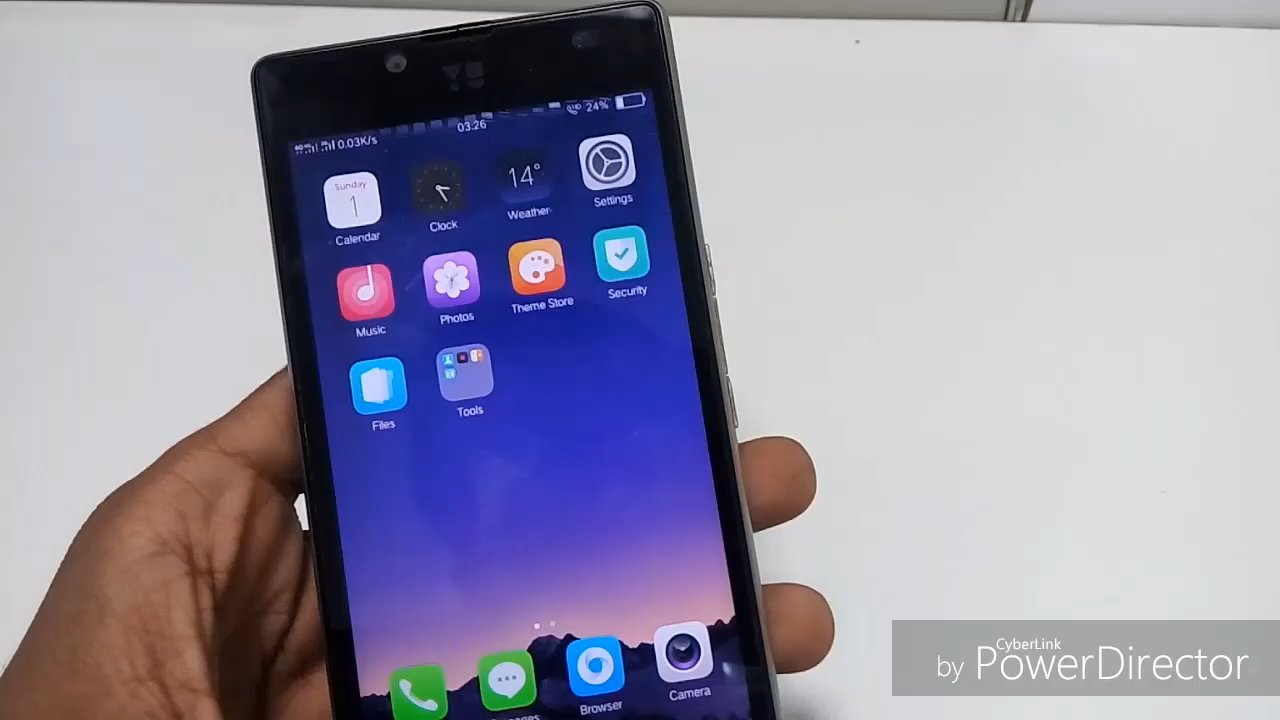 YU
0.03K/s
03:26
24%
Sunday
1
Calendar
Clock
14°
Weather
Settings
Music
Photos
Theme Store
Security
Files
Tools
Browser
Camera
CyberLink
by PowerDirector